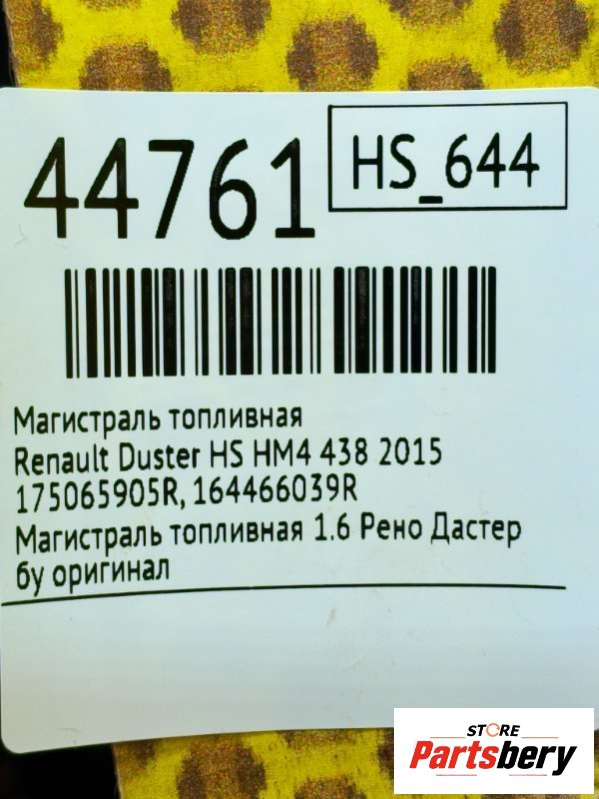 44761
HS_644
Магистраль топливная
Renault Duster HS HM4 438 2015
175065905R, 164466039R
Магистраль топливная 1.6 Рено Дастер
бу оригинал
STORE
Partsbery